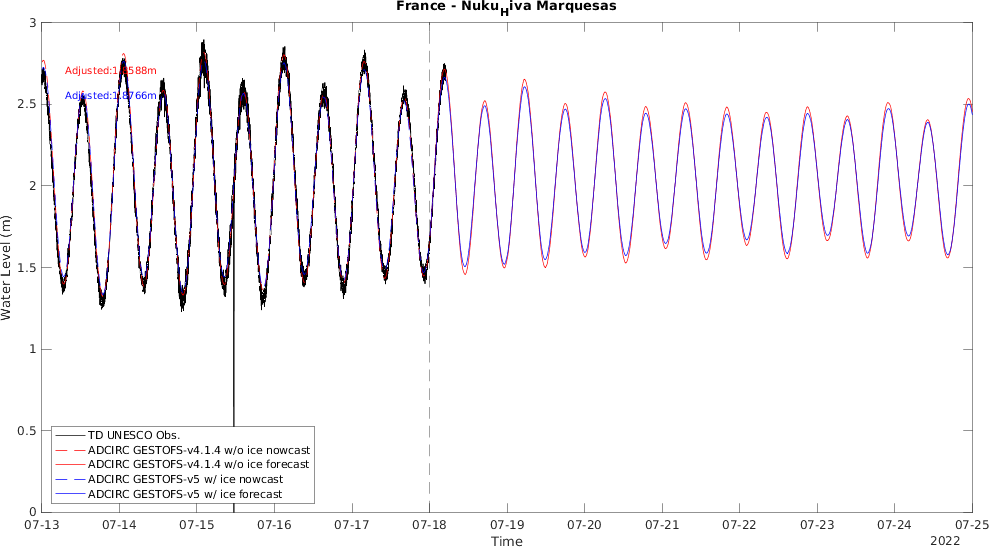 France - Nuku_Hiva Marquesas
3
2.5
2
1.5
1
0.5
0
Water Level (m)
Adjusted:
Adjusted:1.8766m
TD UNESCO Obs.
ADCIRC GESTOFS-v4.1.4 w/o ice nowcast
ADCIRC GESTOFS-v4.1.4 w/o ice forecast
ADCIRC GESTOFS-v5 w/ ice nowcast
ADCIRC GESTOFS-v5 w/ ice forecast
07-13 07-14 07-15 07-16 07-17 07-18 07-19 07-20 07-21 07-22 07-23 07-24 07-25
Time
2022